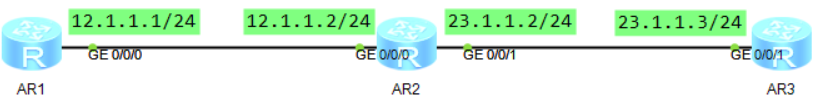 12.1.1.1/24 12.1.1.2/24 23.1.1.2/24 23.1.1.3/24
GE 0/0/0 GE 0/0/0 GE 0/0/1 GE 0/0/1
R R R
AR1 AR2 AR3